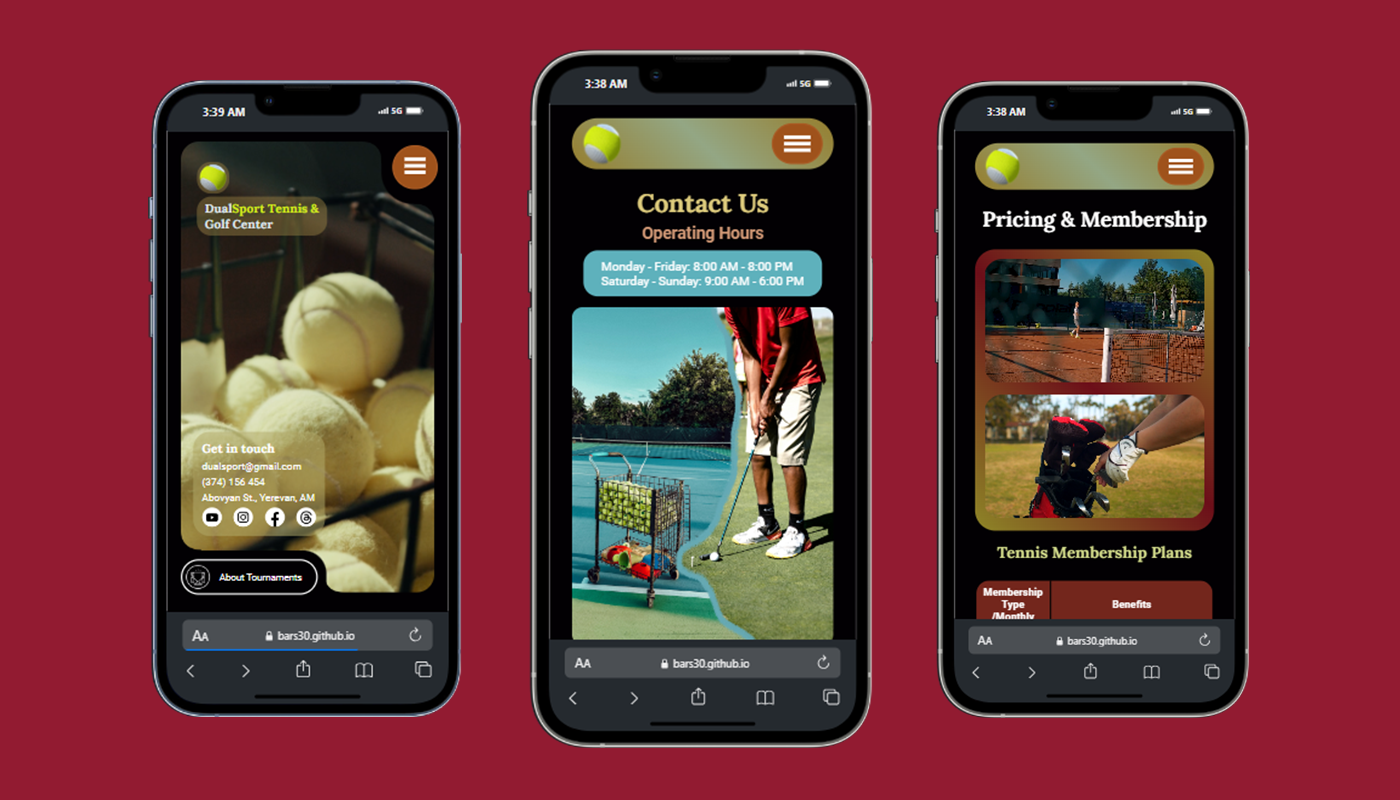 3:39 AM
5G
DualSport Tennis &
Golf Center
Get in touch
dualsport@gmail.com
(374) 156 454
Abovyan St., Yerevan, AM
About Tournaments
AA
bars30.github.io
3:38 AM
5G
Contact Us
Operating Hours
Monday - Friday: 8:00 AM - 8:00 PM
Saturday - Sunday: 9:00 AM - 6:00 PM
AA
bars30.github.io
3:38 AM
5G
Pricing & Membership
Tennis Membership Plans
Membership
Type
/Monthly
Benefits
AA
bars30.github.io